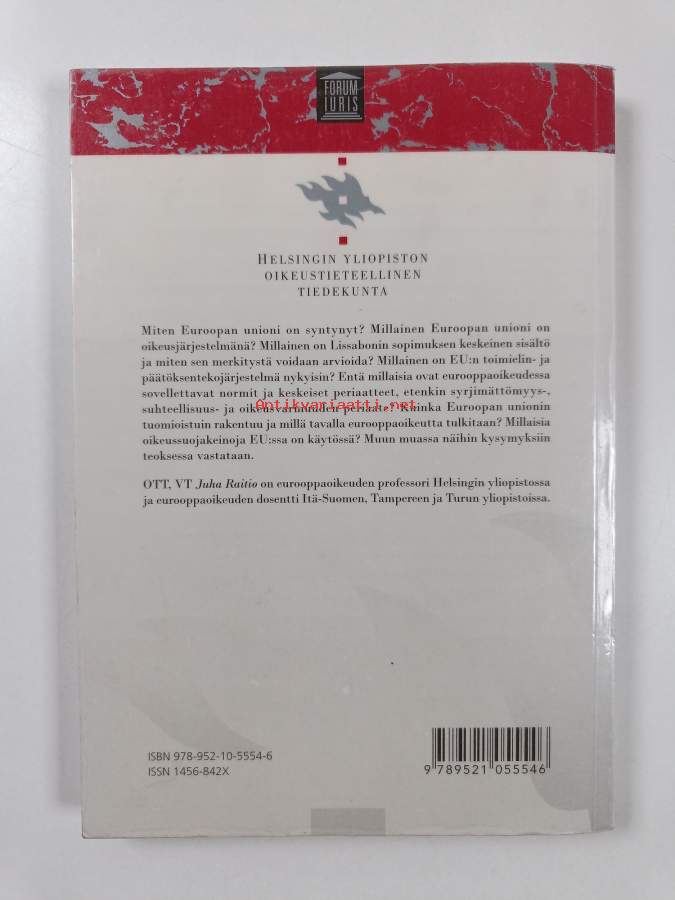 FORUM
IURIS
HELSINGIN YLIOPISTON
OIKEUSTIETEELLINEN
TIEDEKUNTA
Miten Euroopan unioni on syntynyt? Millainen Euroopan unioni on
oikeusjärjestelmänä? Millainen on Lissabonin sopimuksen keskeinen sisältö
ja miten sen merkitystä voidaan arvioida? Millainen on EU:n toimielin- ja
päätöksentekojärjestelmä nykyisin? Entä millaisia ovat eurooppaoikeudessa
sovellettavat normit ja keskeiset periaatteet, etenkin syrjimättömyys-,
suhteellisuus- ja oikeusvarmuuden periaate? Kuinka Euroopan unionin
tuomioistuin rakentuu ja millä tavalla eurooppaoikeutta tulkitaan? Millaisia
oikeussuojakeinoja EU:ssa on käytössä? Muun muassa näihin kysymyksiin
teoksessa vastataan.
Antikvariaatti.net
OTT, VT Juha Raitio on eurooppaoikeuden professori Helsingin yliopistossa
ja eurooppaoikeuden dosentti Itä-Suomen, Tampereen ja Turun yliopistoissa.
ISBN 978-952-10-5554-6
ISSN 1456-842X
9 789521 055546